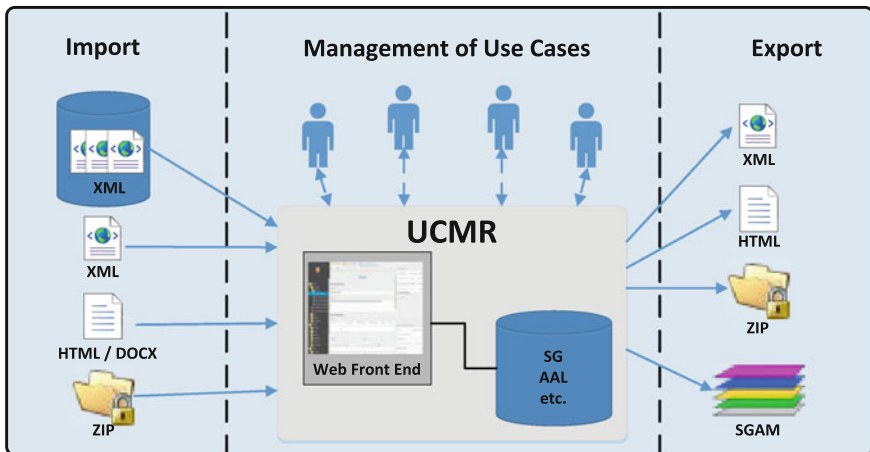 Import
Management of Use Cases
Export
XML
XML
HTML / DOCX
ZIP
UCMR
Web Front End
SG
AAL
etc.
XML
HTML
ZIP
SGAM